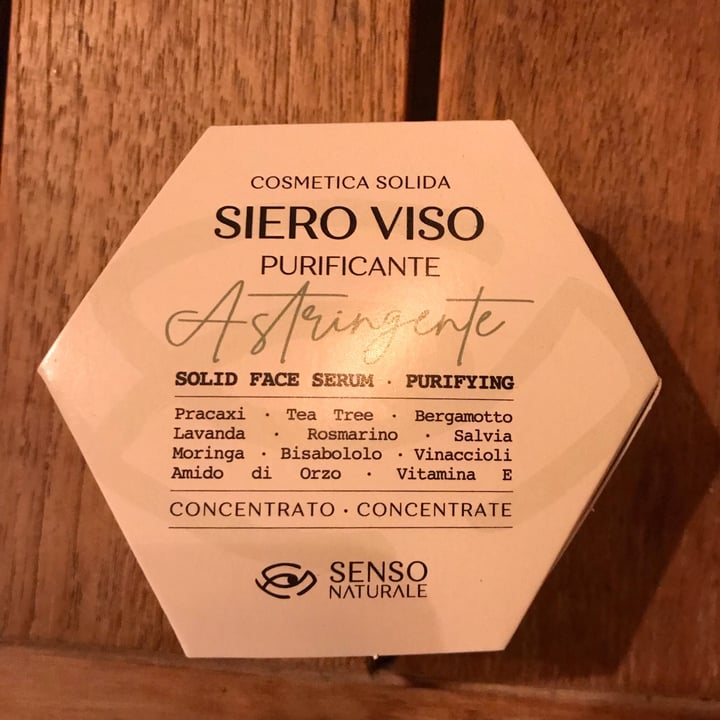 COSMETICA SOLIDA
SIERO VISO
PURIFICANTE
Astringente
SOLID FACE SERUM · PURIFYING
Pracaxi · Tea Tree · Bergamotto
Lavanda · Rosmarino · Salvia
Moringa · Bisabololo · Vinaccioli
Amido di Orzo · Vitamina E
CONCENTRATO · CONCENTRATE
SENSO
NATURALE